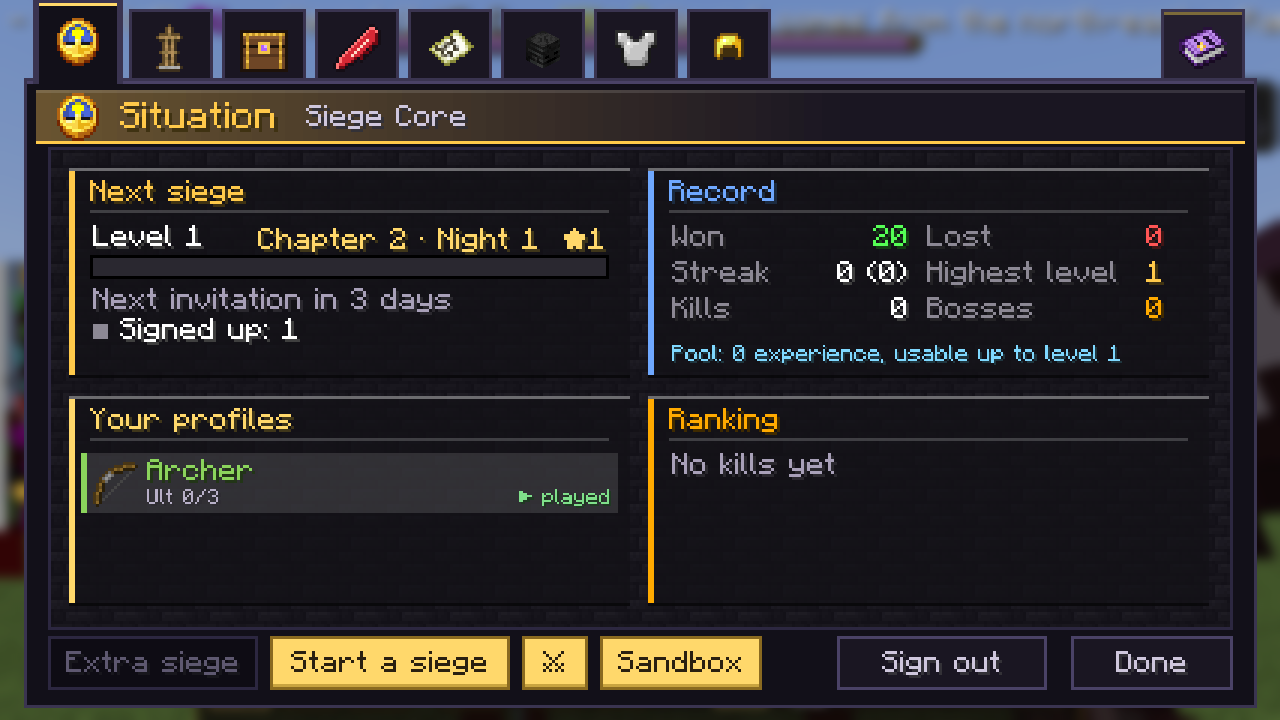 Situation Siege Core
Next siege
Level 1 Chapter 2 · Night 1 ★1
Next invitation in 3 days
Signed up: 1
Record
Won 20 Lost 0
Streak 0 (0) Highest level 1
Kills 0 Bosses 0
Pool: 0 experience, usable up to level 1
Your profiles
Archer
Ult 0/3 ► played
Ranking
No kills yet
Extra siege Start a siege Sandbox Sign out Done